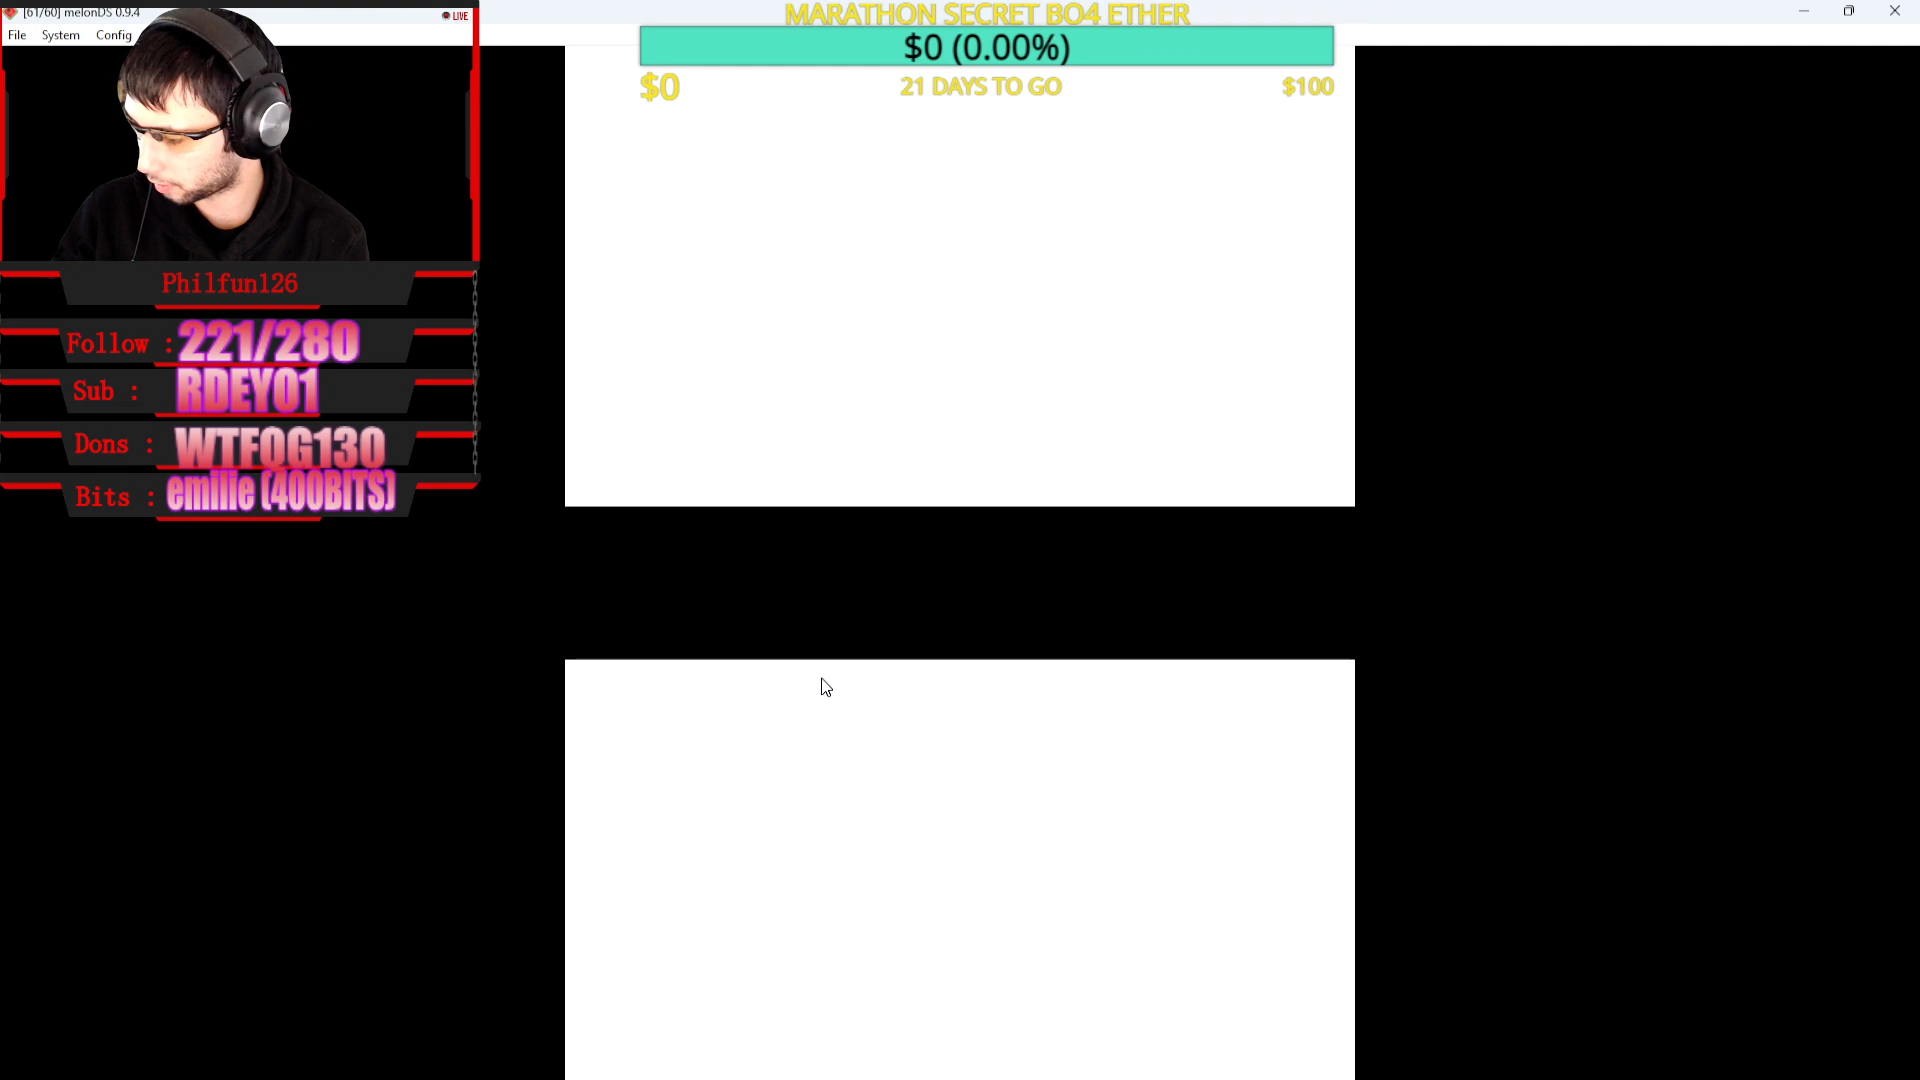 [61/60] melonDS 0.9.4
LIVE
File System Config
MARATHON SECRET BO4 ETHER
$0 (0.00%)
$0 21 DAYS TO GO $100
Philfun126
Follow : 221/280
Sub : RDEYO1
Dons : WTFQG130
Bits : emilie (400BITS)